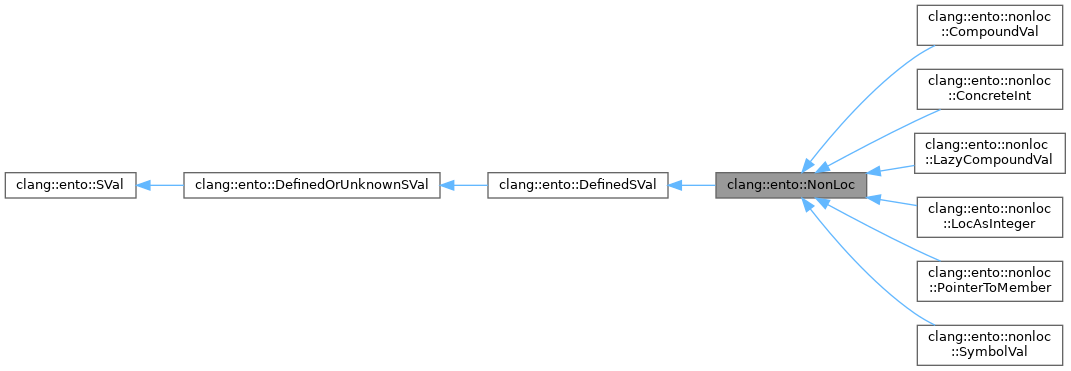 clang::ento::SVal
clang::ento::DefinedOrUnknownSVal
clang::ento::DefinedSVal
clang::ento::NonLoc
clang::ento::nonloc
::CompoundVal
clang::ento::nonloc
::ConcreteInt
clang::ento::nonloc
::LazyCompoundVal
clang::ento::nonloc
::LocAsInteger
clang::ento::nonloc
::PointerToMember
clang::ento::nonloc
::SymbolVal